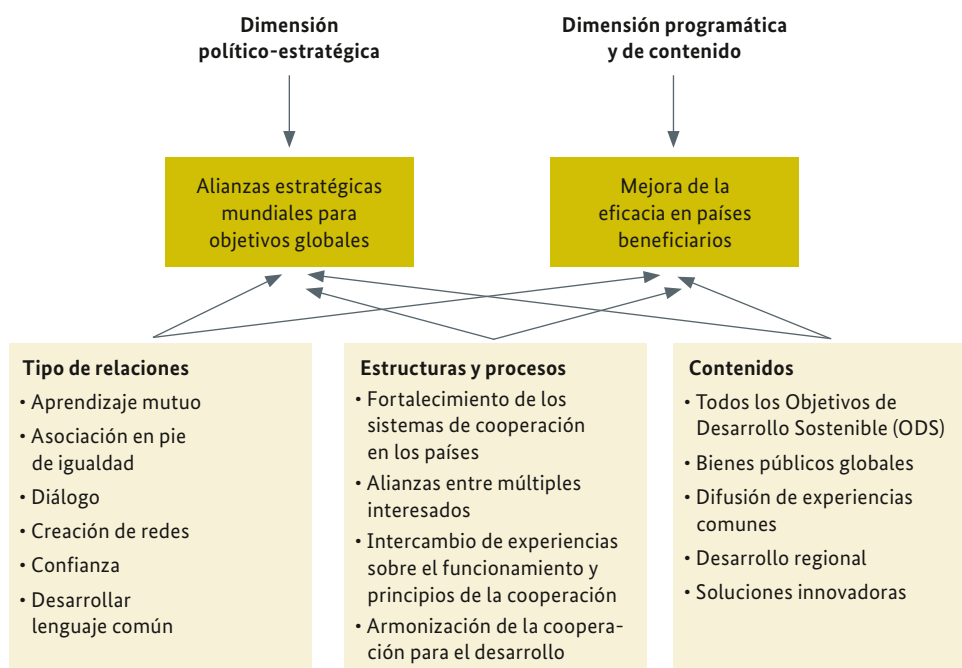 Dimensión
político-estratégica
Dimensión programática
y de contenido
Alianzas estratégicas
mundiales para
objetivos globales
Mejora de la
eficacia en países
beneficiarios
Tipo de relaciones
• Aprendizaje mutuo
• Asociación en pie
de igualdad
• Diálogo
• Creación de redes
• Confianza
• Desarrollar
lenguaje común
Estructuras y procesos
• Fortalecimiento de los
sistemas de cooperación
en los países
• Alianzas entre múltiples
interesados
• Intercambio de experiencias
sobre el funcionamiento y
principios de la cooperación
• Armonización de la coopera-
ción para el desarrollo
Contenidos
• Todos los Objetivos de
Desarrollo Sostenible (ODS)
• Bienes públicos globales
• Difusión de experiencias
comunes
• Desarrollo regional
• Soluciones innovadoras